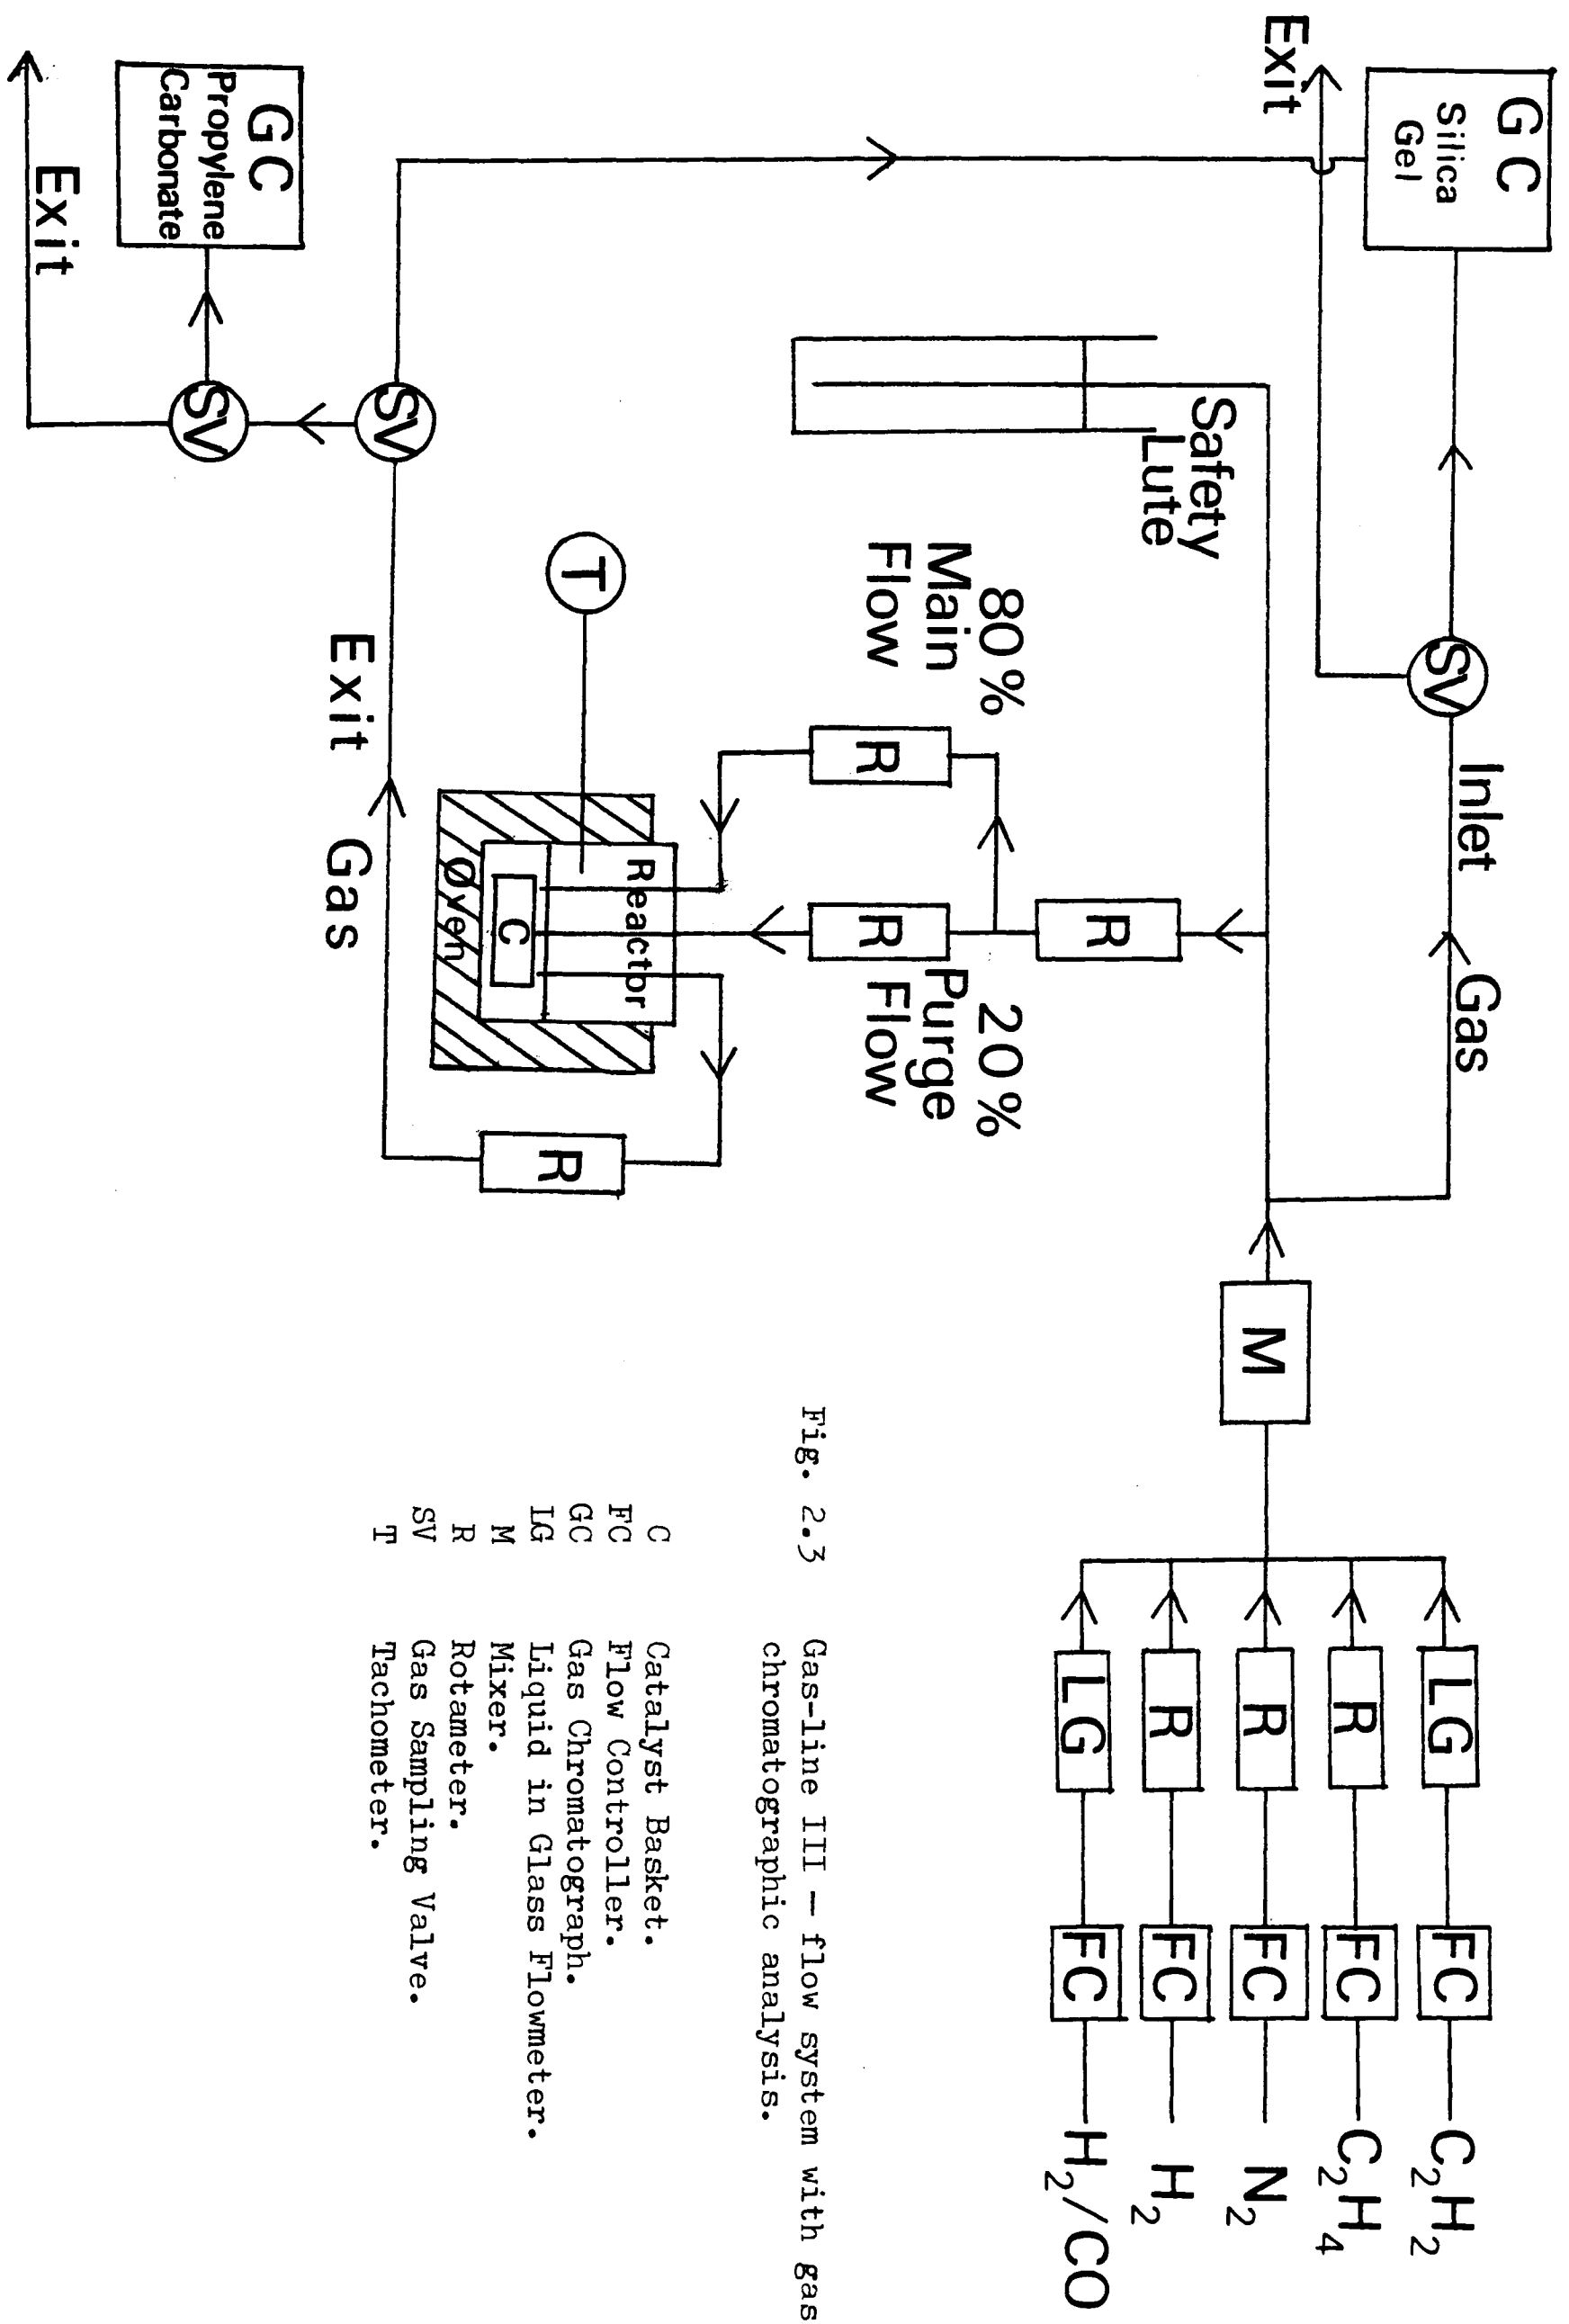 GC
Silica
Gel
Exit
SV
Inlet
Gas
Safety
Lute
80%
Main
Flow
20%
Purge
Flow
R
R
R
R
T
Reactor
C
Oven
Exit
Gas
SV
SV
GC
Propylene
Carbonate
Exit
M
LG
FC
C₂H₂
R
FC
C₂H₄
R
FC
N₂
R
FC
H₂
LG
FC
H₂/CO
Fig. 2.3 Gas-line III – flow system with gas
chromatographic analysis.
C Catalyst Basket.
FC Flow Controller.
GC Gas Chromatograph.
LG Liquid in Glass Flowmeter.
M Mixer.
R Rotameter.
SV Gas Sampling Valve.
T Tachometer.